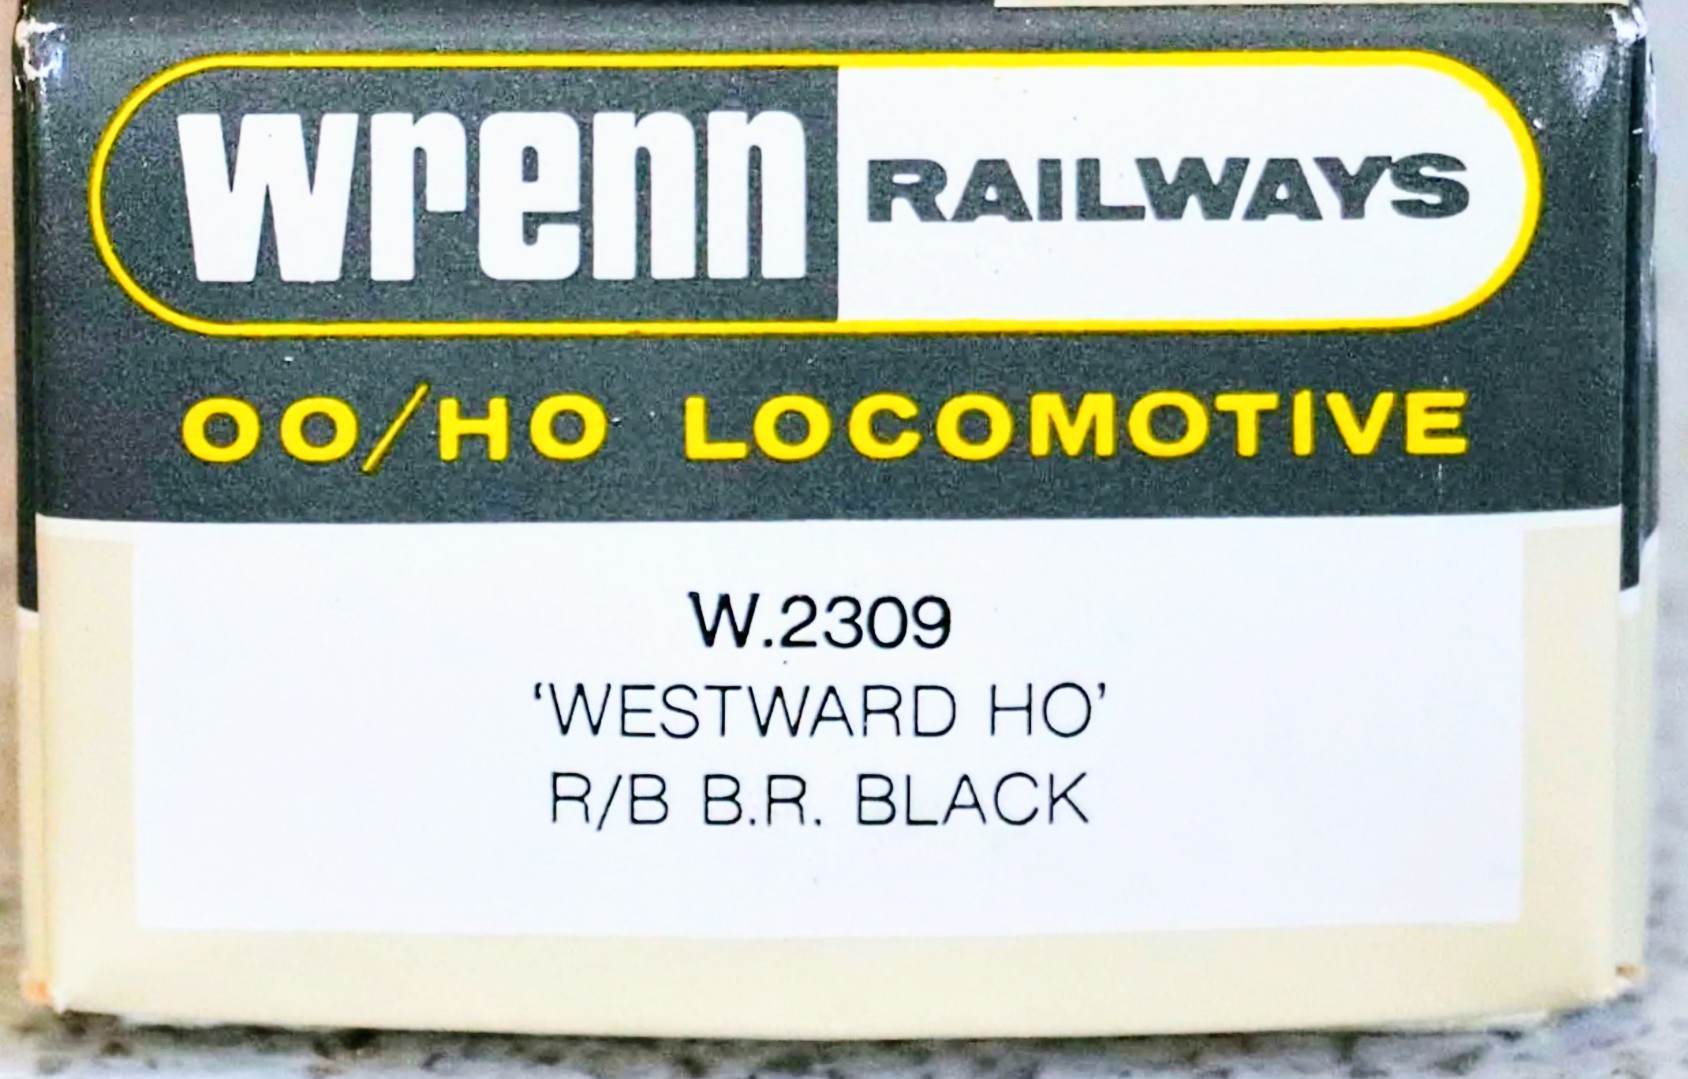 wrenn RAILWAYS
OO/HO LOCOMOTIVE
W.2309
‘WESTWARD HO’
R/B B.R. BLACK